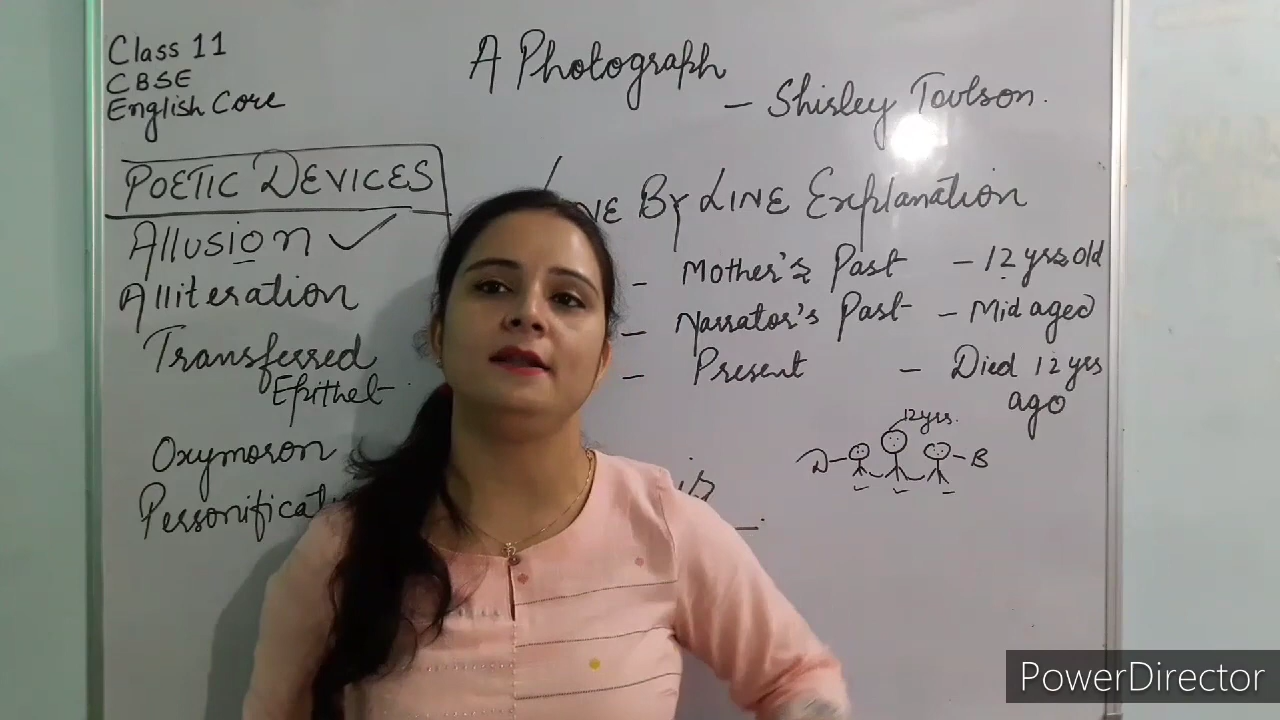 Class 11
CBSE
English Core
A Photograph
- Shirley Toulson.
POETIC DEVICES
Allusion ✓
Alliteration
Transferred
Epithet
Oxymoron
BY LINE Explanation
- Mother's Past - 12 yrs old
- Narrator's Past - Mid aged
- Present - Died 12 yrs
ago
12 yrs.
D B
PowerDirector